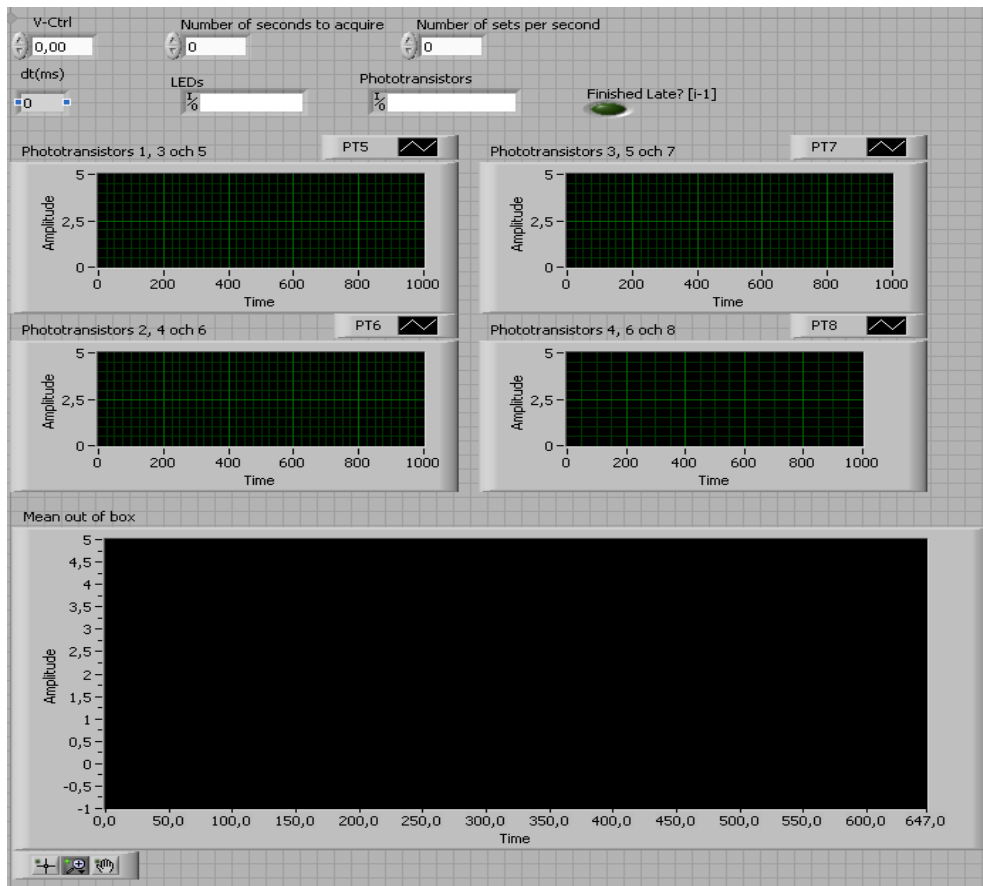 V-Ctrl Number of seconds to acquire Number of sets per second
0,00 0 0
dt(ms) LEDs Phototransistors Finished Late? [i-1]
0 I/0 I/0
Phototransistors 1, 3 och 5 PT5
5
2,5
0
Amplitude
0 200 400 600 800 1000
Time
Phototransistors 3, 5 och 7 PT7
5
2,5
0
Amplitude
0 200 400 600 800 1000
Time
Phototransistors 2, 4 och 6 PT6
5
2,5
0
Amplitude
0 200 400 600 800 1000
Time
Phototransistors 4, 6 och 8 PT8
5
2,5
0
Amplitude
0 200 400 600 800 1000
Time
Mean out of box
5
4,5
4
3,5
3
2,5
2
1,5
1
0,5
0
-0,5
-1
Amplitude
0,0 50,0 100,0 150,0 200,0 250,0 300,0 350,0 400,0 450,0 500,0 550,0 600,0 647,0
Time